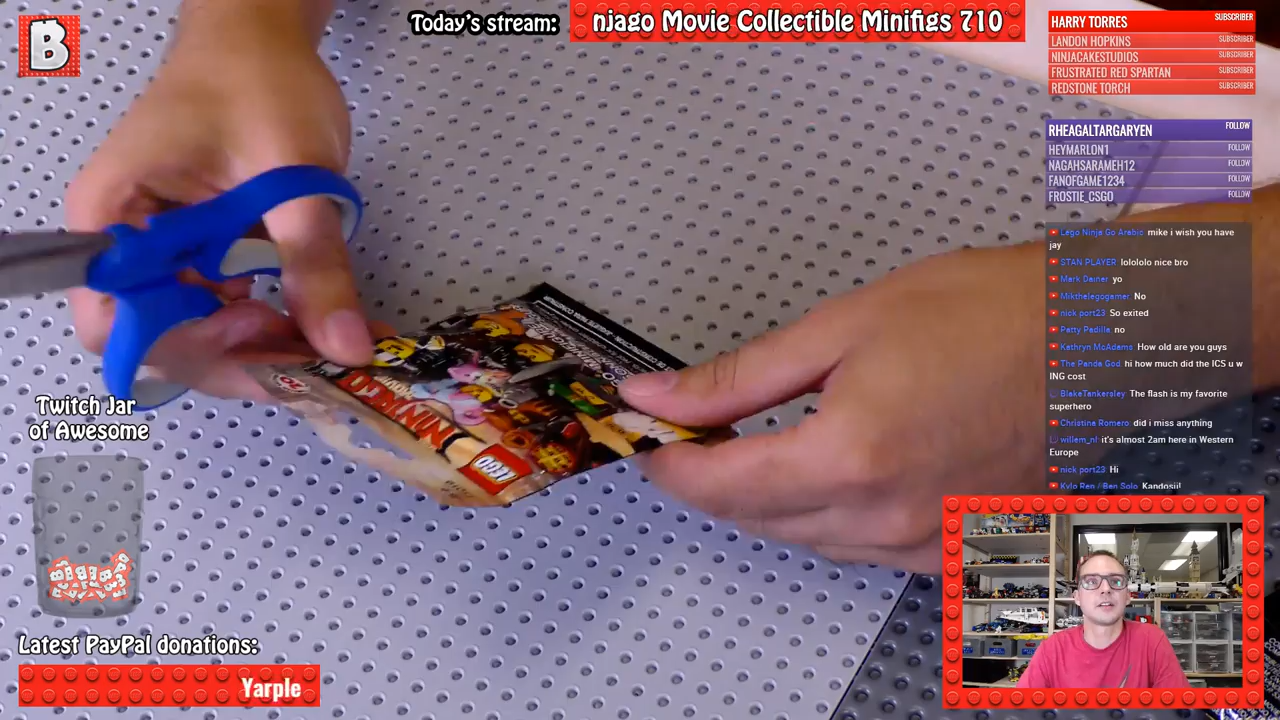 B
Today's stream:
njago Movie Collectible Minifigs 710
HARRY TORRES SUBSCRIBER
LANDON HOPKINS SUBSCRIBER
NINJACAKESTUDIOS SUBSCRIBER
FRUSTRATED RED SPARTAN SUBSCRIBER
REDSTONE TORCH SUBSCRIBER
RHEAGALTARGARYEN FOLLOW
HEYMARLON1 FOLLOW
NAGAHSARAMEH12 FOLLOW
FANOFGAME1234 FOLLOW
FROSTIE_CSGO FOLLOW
Lego Ninja Go Arabic mike i wish you have
jay
STAN PLAYER lolololo nice bro
Mark Dainer yo
Mikthelegogamer No
nick port23 So exited
Patty Padilla no
Kathryn McAdams How old are you guys
The Panda God hi how much did the ICS u w
ING cost
BlakeTankersley The flash is my favorite
superhero
Christina Romero did i miss anything
willem_nl it's almost 2am here in Western
Europe
nick port23 Hi
Kylo Ren / Ben Solo Kandosii!
NINJAGO
MOVIE
LEGO
Twitch Jar
of Awesome
Latest PayPal donations:
Yarple